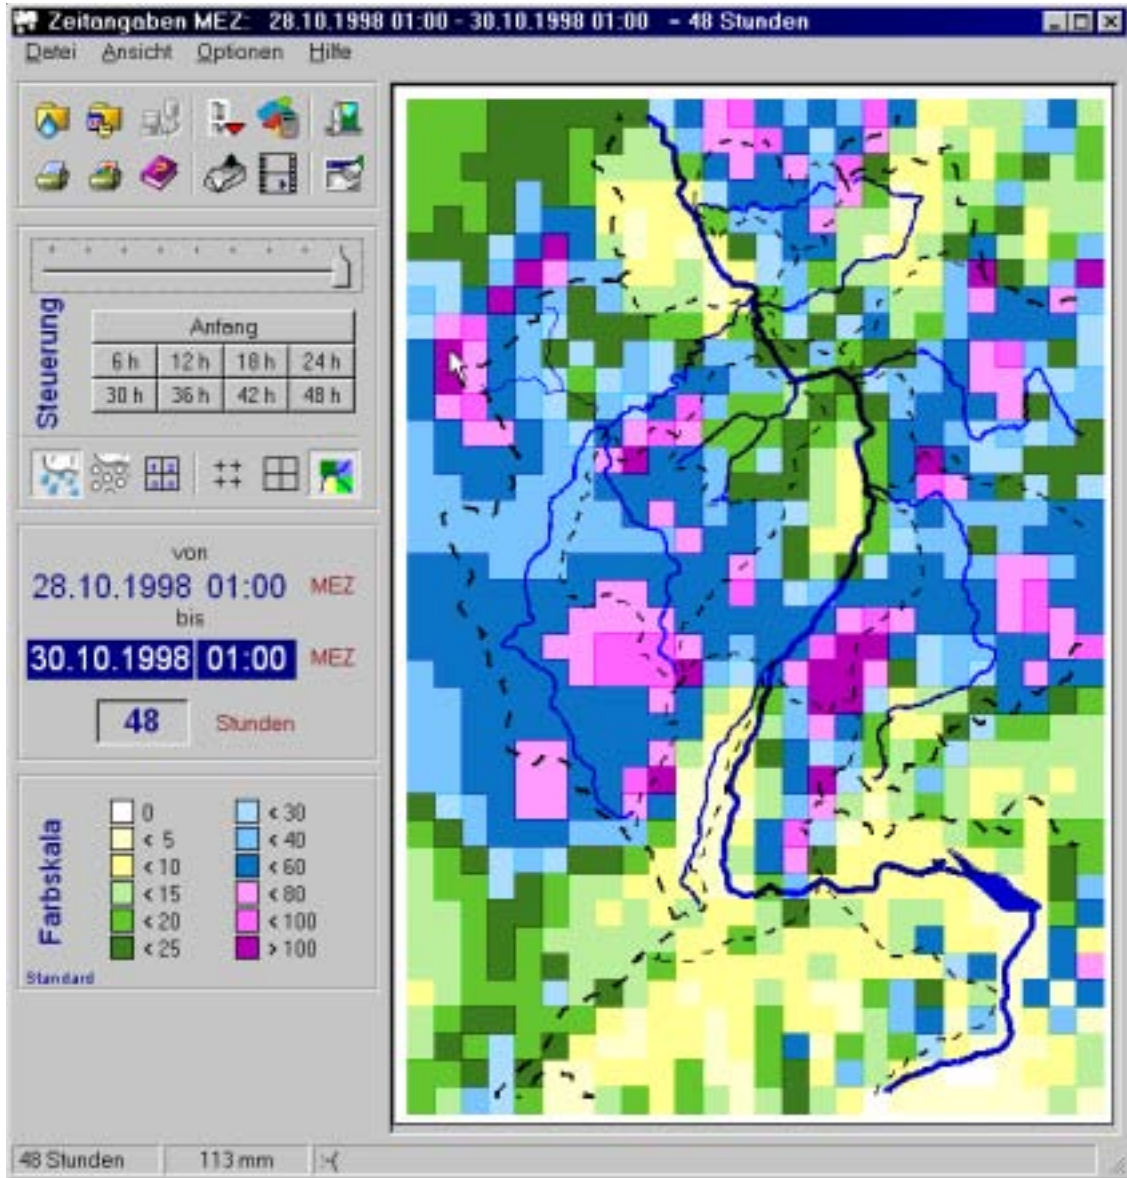 Zeitangaben MEZ: 28.10.1998 01:00 - 30.10.1998 01:00 - 48 Stunden
Datei Ansicht Optionen Hilfe
Steuerung
Anfang
6 h 12 h 18 h 24 h
30 h 36 h 42 h 48 h
von
28.10.1998 01:00 MEZ
bis
30.10.1998 01:00 MEZ
48 Stunden
Farbskala
0 < 30
< 5 < 40
< 10 < 60
< 15 < 80
< 20 < 100
< 25 > 100
Standard
48 Stunden 113 mm :-(